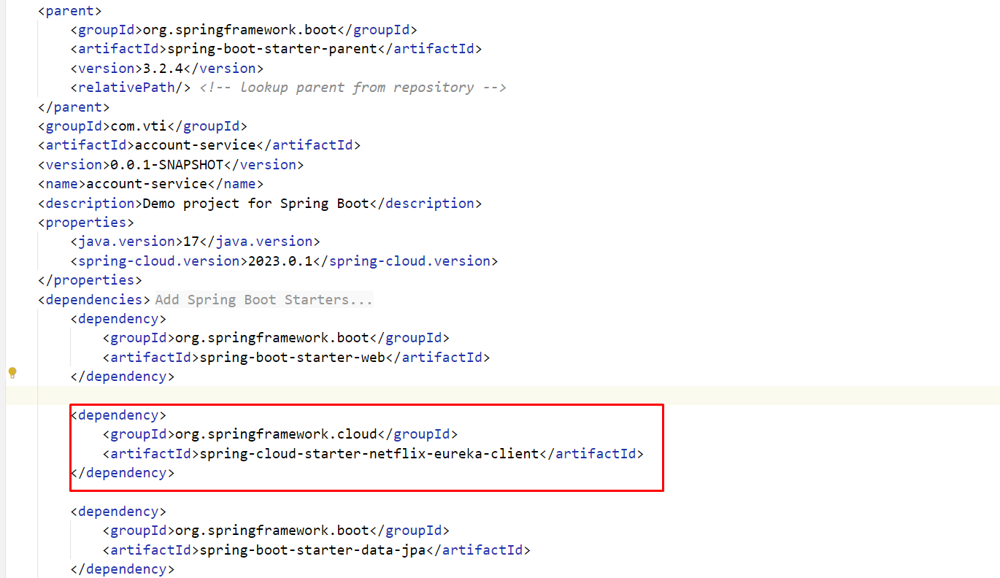 <parent>
<groupId>org.springframework.boot</groupId>
<artifactId>spring-boot-starter-parent</artifactId>
<version>3.2.4</version>
<relativePath/> <!-- lookup parent from repository -->
</parent>
<groupId>com.vti</groupId>
<artifactId>account-service</artifactId>
<version>0.0.1-SNAPSHOT</version>
<name>account-service</name>
<description>Demo project for Spring Boot</description>
<properties>
<java.version>17</java.version>
<spring-cloud.version>2023.0.1</spring-cloud.version>
</properties>
<dependencies> Add Spring Boot Starters...
<dependency>
<groupId>org.springframework.boot</groupId>
<artifactId>spring-boot-starter-web</artifactId>
</dependency>
<dependency>
<groupId>org.springframework.cloud</groupId>
<artifactId>spring-cloud-starter-netflix-eureka-client</artifactId>
</dependency>
<dependency>
<groupId>org.springframework.boot</groupId>
<artifactId>spring-boot-starter-data-jpa</artifactId>
</dependency>